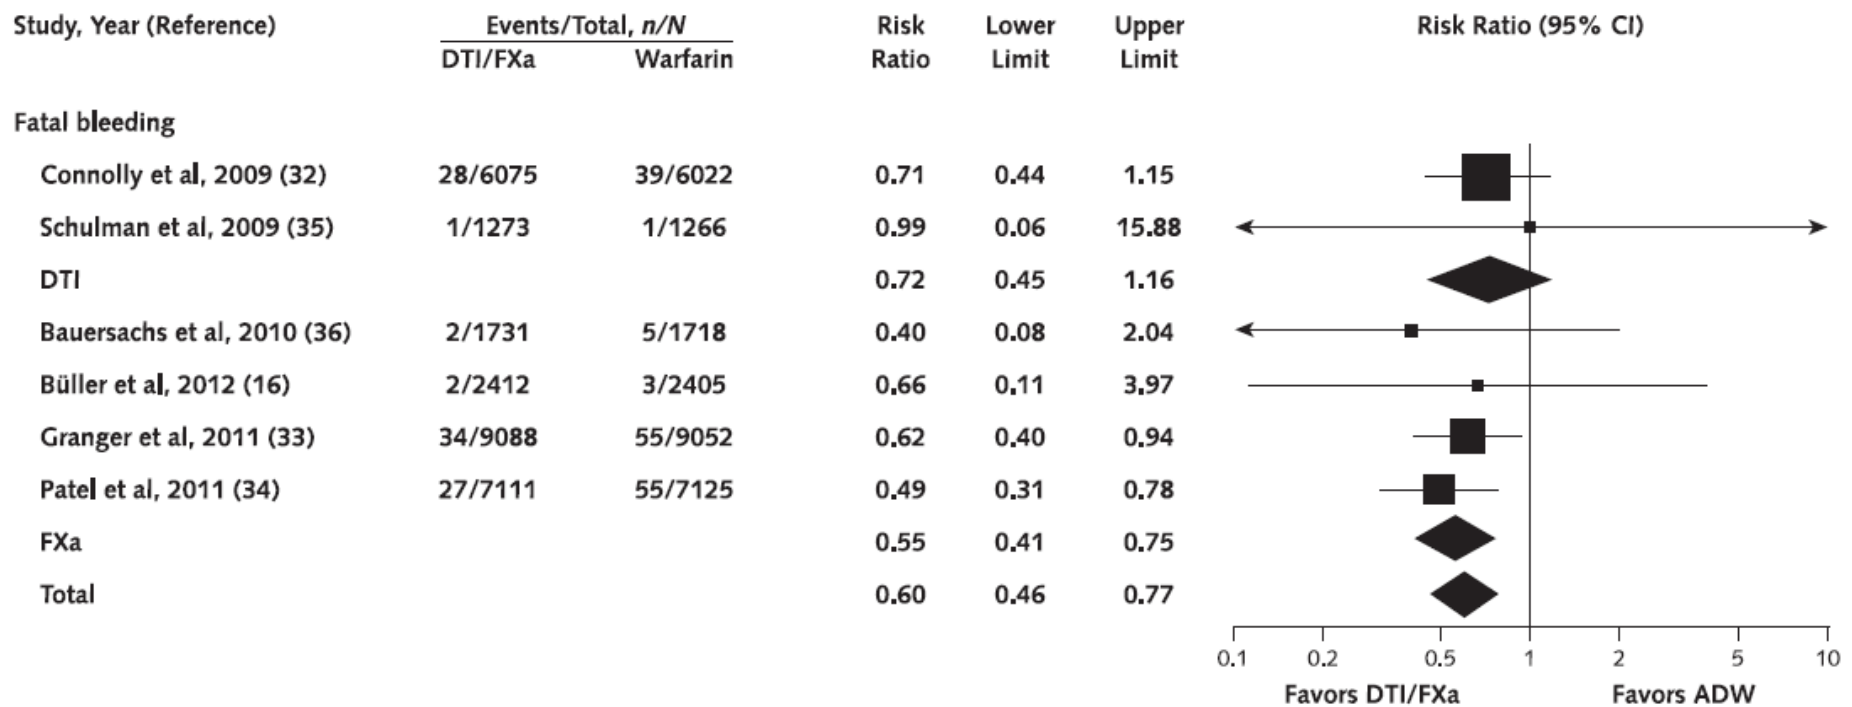 Study, Year (Reference) Events/Total, n/N Risk Lower Upper Risk Ratio (95% CI)
DTI/FXa Warfarin Ratio Limit Limit
Fatal bleeding
Connolly et al, 2009 (32) 28/6075 39/6022 0.71 0.44 1.15
Schulman et al, 2009 (35) 1/1273 1/1266 0.99 0.06 15.88
DTI 0.72 0.45 1.16
Bauersachs et al, 2010 (36) 2/1731 5/1718 0.40 0.08 2.04
Büller et al, 2012 (16) 2/2412 3/2405 0.66 0.11 3.97
Granger et al, 2011 (33) 34/9088 55/9052 0.62 0.40 0.94
Patel et al, 2011 (34) 27/7111 55/7125 0.49 0.31 0.78
FXa 0.55 0.41 0.75
Total 0.60 0.46 0.77
0.1 0.2 0.5 1 2 5 10
Favors DTI/FXa Favors ADW